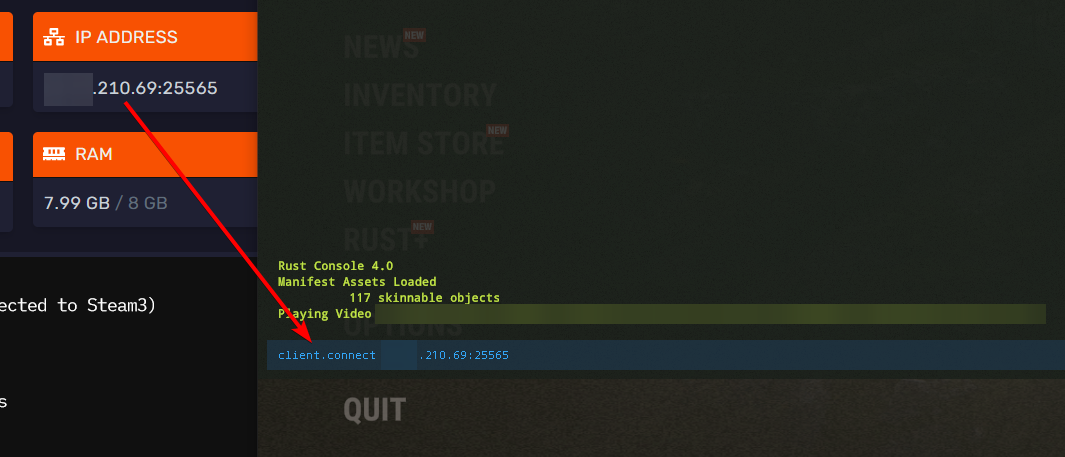 IP ADDRESS
.210.69:25565
RAM
7.99 GB / 8 GB
ected to Steam3)
s
NEWS NEW
INVENTORY
ITEM STORE NEW
WORKSHOP
RUST+ NEW
Rust Console 4.0
Manifest Assets Loaded
117 skinnable objects
Playing Video
OPTIONS
client.connect .210.69:25565
QUIT